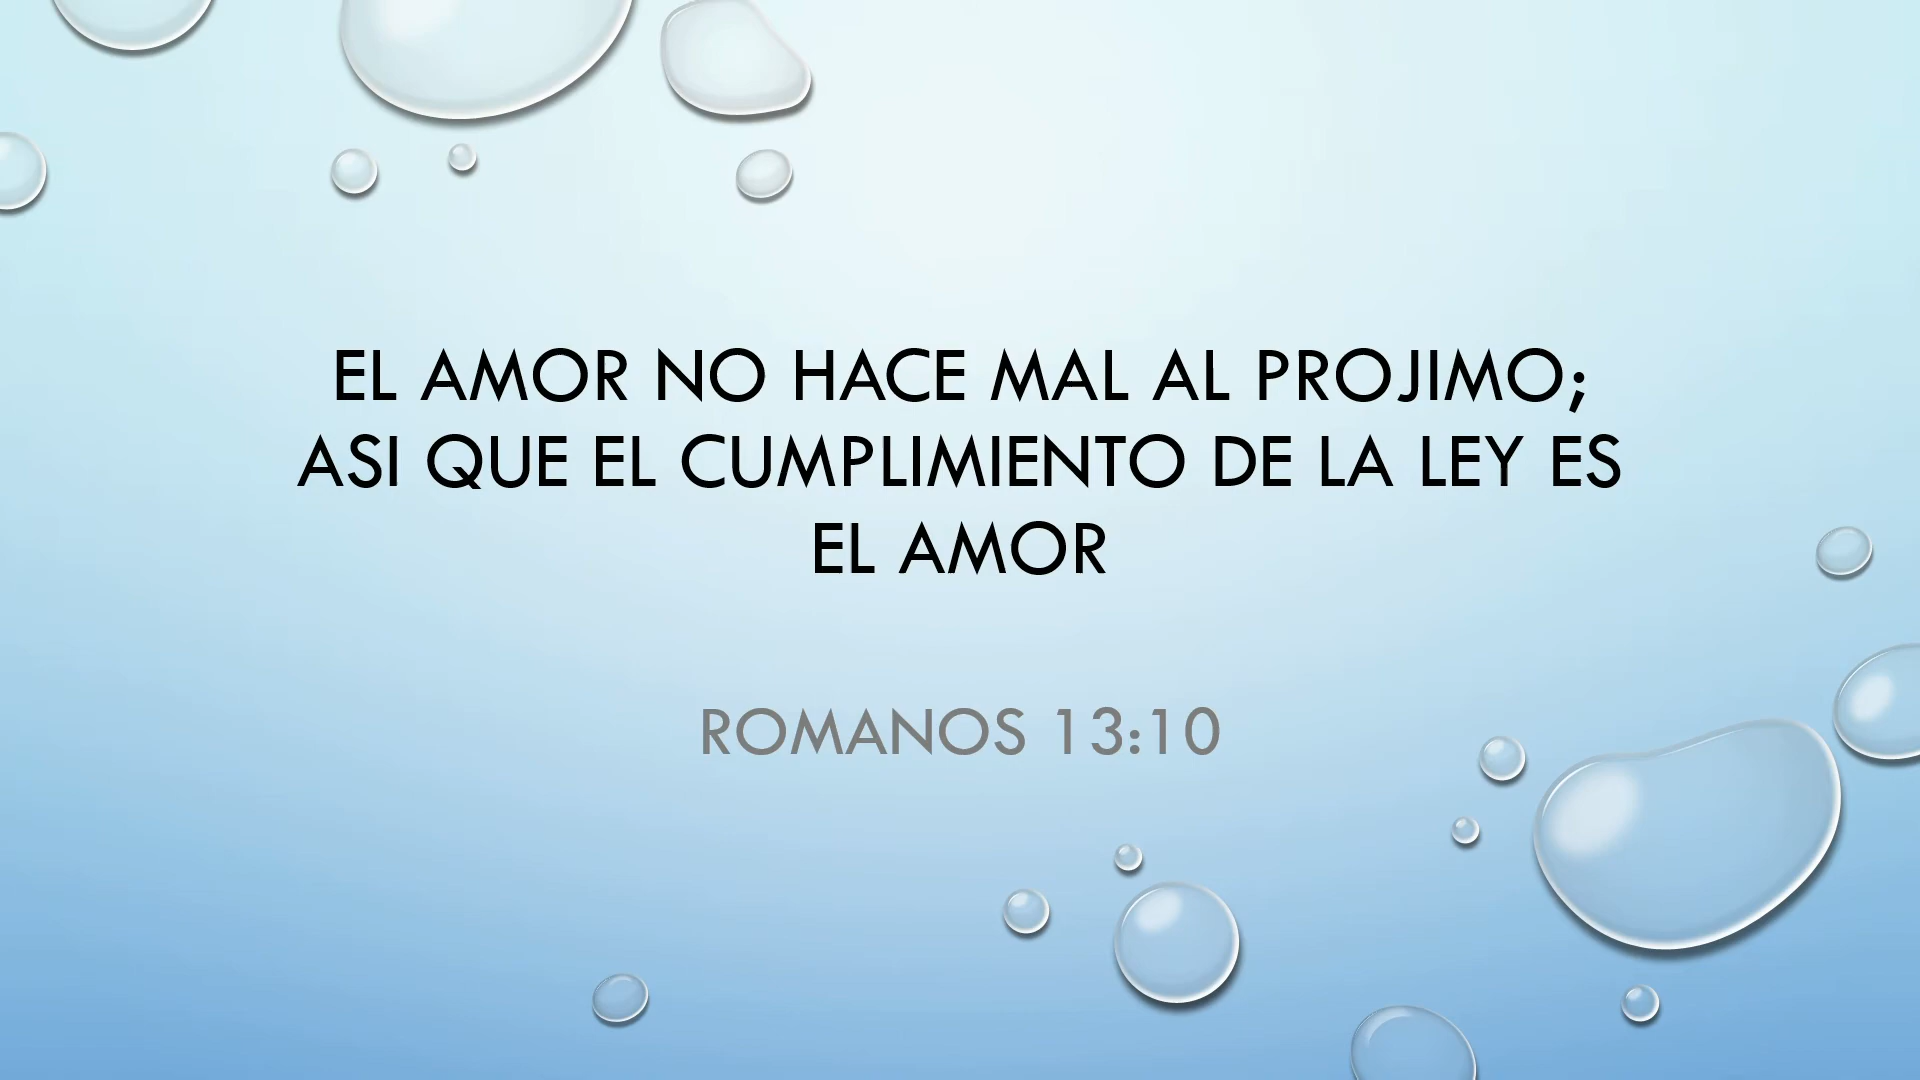 EL AMOR NO HACE MAL AL PROJIMO;
ASI QUE EL CUMPLIMIENTO DE LA LEY ES
EL AMOR
ROMANOS 13:10